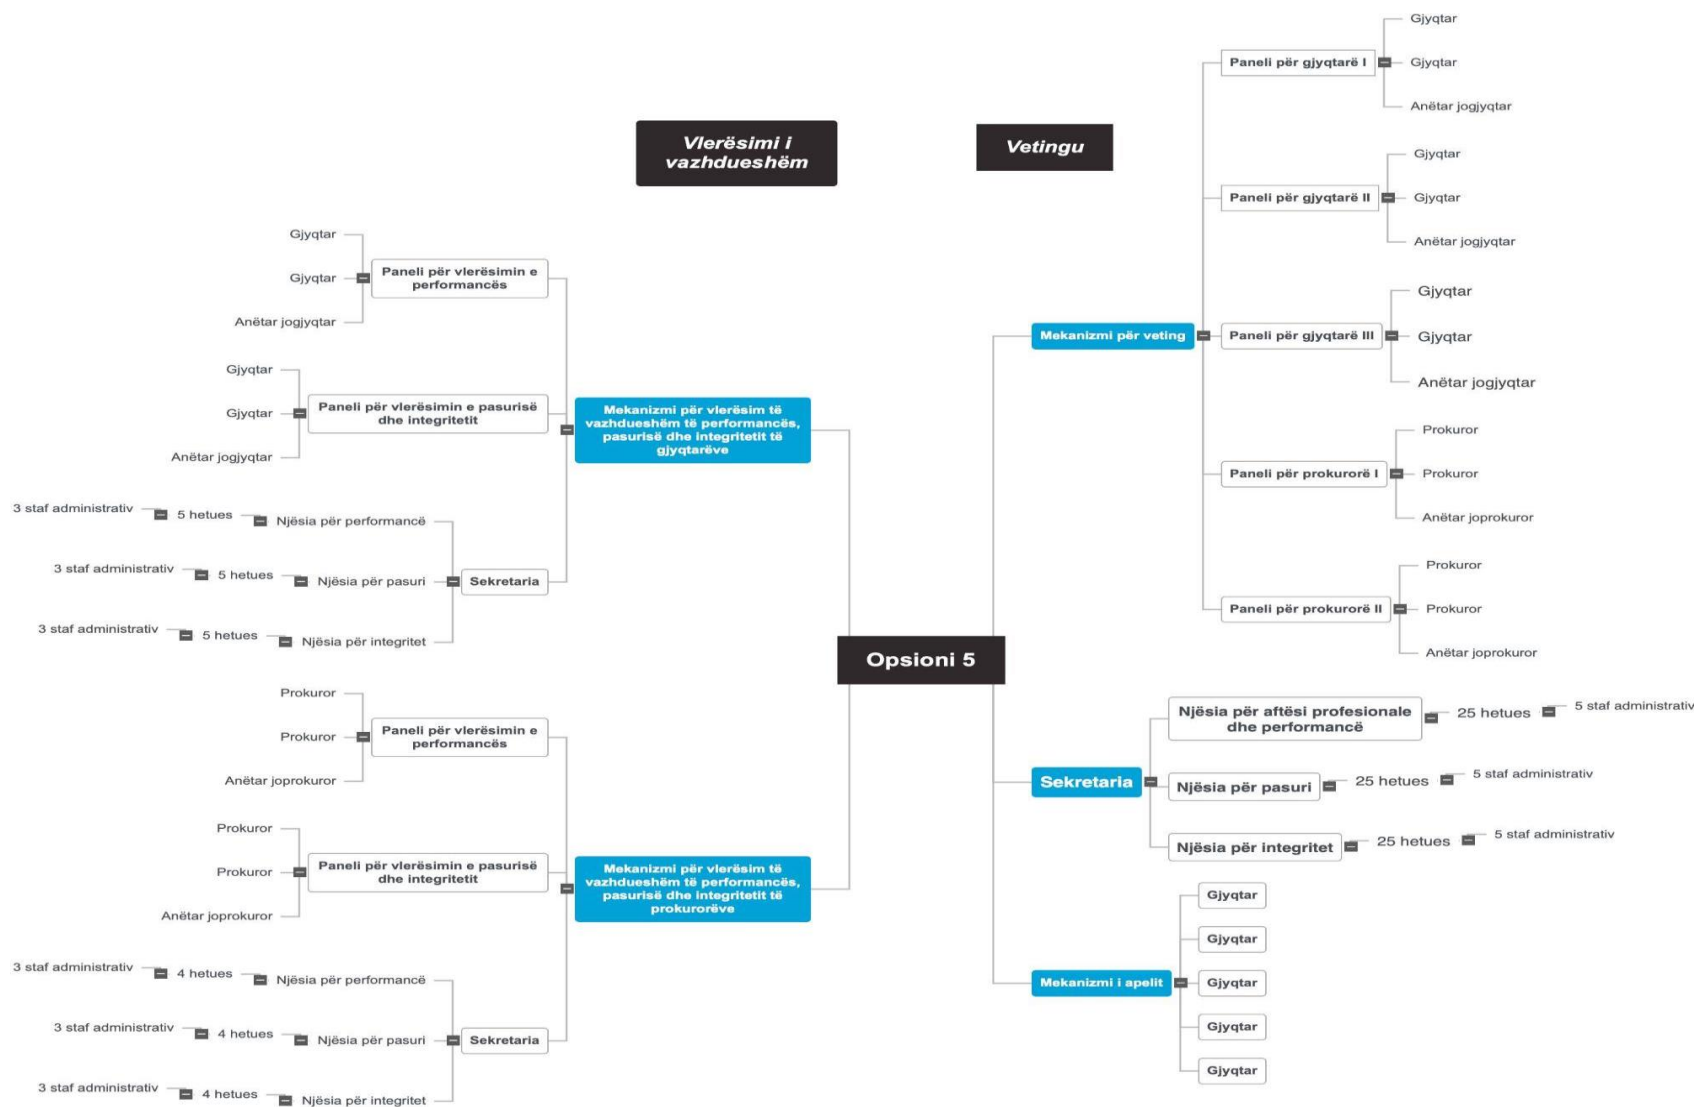 Vlerësimi i
vazhdueshëm
Gjyqtar
Gjyqtar
Anëtar jogjyqtar
Paneli për vlerësimin e
performancës
Gjyqtar
Gjyqtar
Anëtar jogjyqtar
Paneli për vlerësimin e pasurisë
dhe integritetit
3 staf administrativ
5 hetues
Njësia për performancë
3 staf administrativ
5 hetues
Njësia për pasuri
3 staf administrativ
5 hetues
Njësia për integritet
Sekretaria
Mekanizmi për vlerësim të
vazhdueshëm të performancës,
pasurisë dhe integritetit të
gjyqtarëve
Prokuror
Prokuror
Anëtar joprokuror
Paneli për vlerësimin e
performancës
Prokuror
Prokuror
Anëtar joprokuror
Paneli për vlerësimin e pasurisë
dhe integritetit
3 staf administrativ
4 hetues
Njësia për performancë
3 staf administrativ
4 hetues
Njësia për pasuri
3 staf administrativ
4 hetues
Njësia për integritet
Sekretaria
Mekanizmi për vlerësim të
vazhdueshëm të performancës,
pasurisë dhe integritetit të
prokurorëve
Opsioni 5
Vetingu
Mekanizmi për veting
Paneli për gjyqtarë I
Gjyqtar
Gjyqtar
Anëtar jogjyqtar
Paneli për gjyqtarë II
Gjyqtar
Gjyqtar
Anëtar jogjyqtar
Paneli për gjyqtarë III
Gjyqtar
Gjyqtar
Anëtar jogjyqtar
Paneli për prokurorë I
Prokuror
Prokuror
Anëtar joprokuror
Paneli për prokurorë II
Prokuror
Prokuror
Anëtar joprokuror
Sekretaria
Njësia për aftësi profesionale
dhe performancë
25 hetues
5 staf administrativ
Njësia për pasuri
25 hetues
5 staf administrativ
Njësia për integritet
25 hetues
5 staf administrativ
Mekanizmi i apelit
Gjyqtar
Gjyqtar
Gjyqtar
Gjyqtar
Gjyqtar